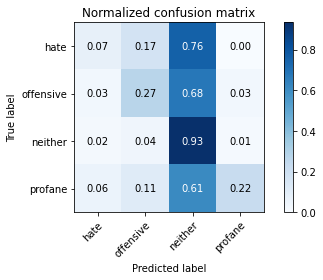 Normalized confusion matrix
True label
hate 0.07 0.17 0.76 0.00
offensive 0.03 0.27 0.68 0.03
neither 0.02 0.04 0.93 0.01
profane 0.06 0.11 0.61 0.22
hate offensive neither profane
Predicted label
0.8
0.6
0.4
0.2
0.0